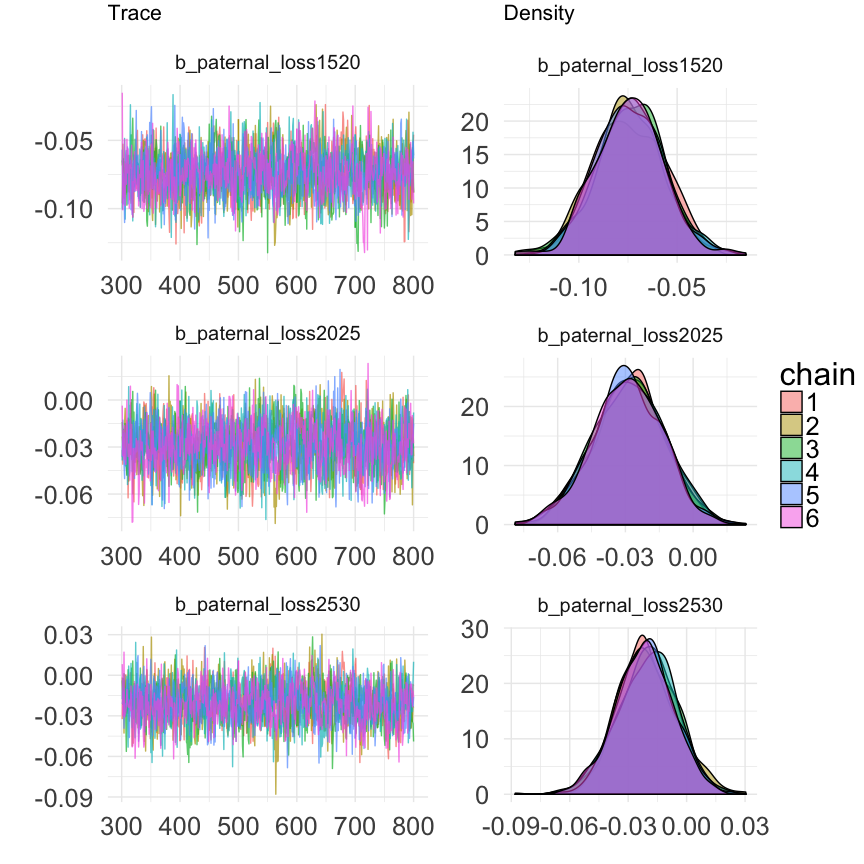 Trace
Density
b_paternal_loss1520
b_paternal_loss1520
-0.05
-0.10
300 400 500 600 700 800
20
15
10
5
0
-0.10 -0.05
b_paternal_loss2025
b_paternal_loss2025
0.00
-0.03
-0.06
300 400 500 600 700 800
20
10
0
-0.06 -0.03 0.00
chain
1
2
3
4
5
6
b_paternal_loss2530
b_paternal_loss2530
0.03
0.00
-0.03
-0.06
-0.09
300 400 500 600 700 800
30
20
10
0
-0.09 -0.06 -0.03 0.00 0.03